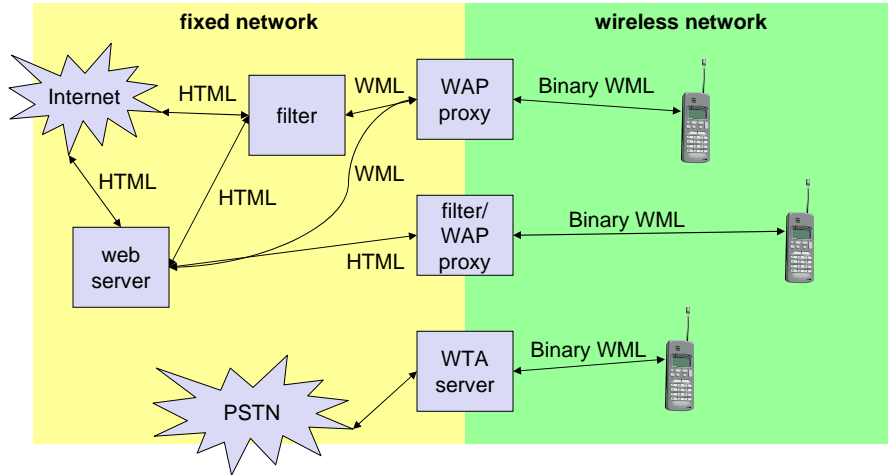 fixed network
wireless network
Internet
HTML
filter
WML
WAP
proxy
Binary WML
HTML
HTML
WML
web
server
HTML
filter/
WAP
proxy
Binary WML
WTA
server
Binary WML
PSTN